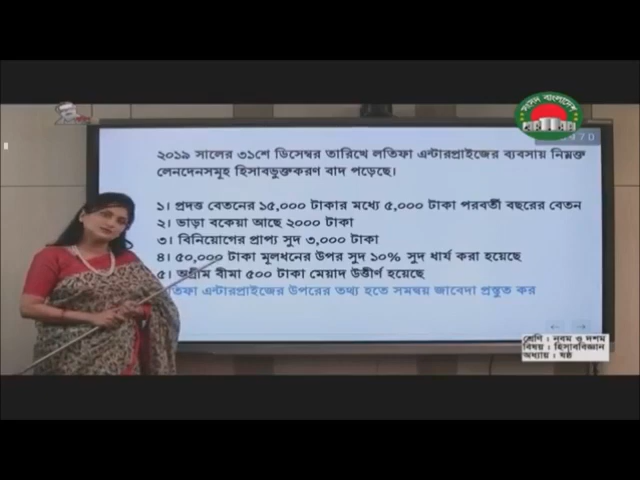 সংসদ বাংলাদেশ
২০১৯ সালের ৩১শে ডিসেম্বর তারিখে লতিফা এন্টারপ্রাইজের ব্যবসায় নিম্নক্ত
লেনদেনসমূহ হিসাবভুক্তকরণ বাদ পড়েছে।
১। প্রদত্ত বেতনের ১৫,০০০ টাকার মধ্যে ৫,০০০ টাকা পরবর্তী বছরের বেতন
২। ভাড়া বকেয়া আছে ২০০০ টাকা
৩। বিনিয়োগের প্রাপ্য সুদ ৩,০০০ টাকা
৪। ৫০,০০০ টাকা মূলধনের উপর সুদ ১০% সুদ ধার্য করা হয়েছে
৫। অগ্রীম বীমা ৫০০ টাকা মেয়াদ উত্তীর্ণ হয়েছে
এন্টারপ্রাইজের উপরের তথ্য হতে সমন্বয় জাবেদা প্রস্তুত কর
শ্রেণি : নবম ও দশম
বিষয় : হিসাববিজ্ঞান
অধ্যায় : ষষ্ঠ